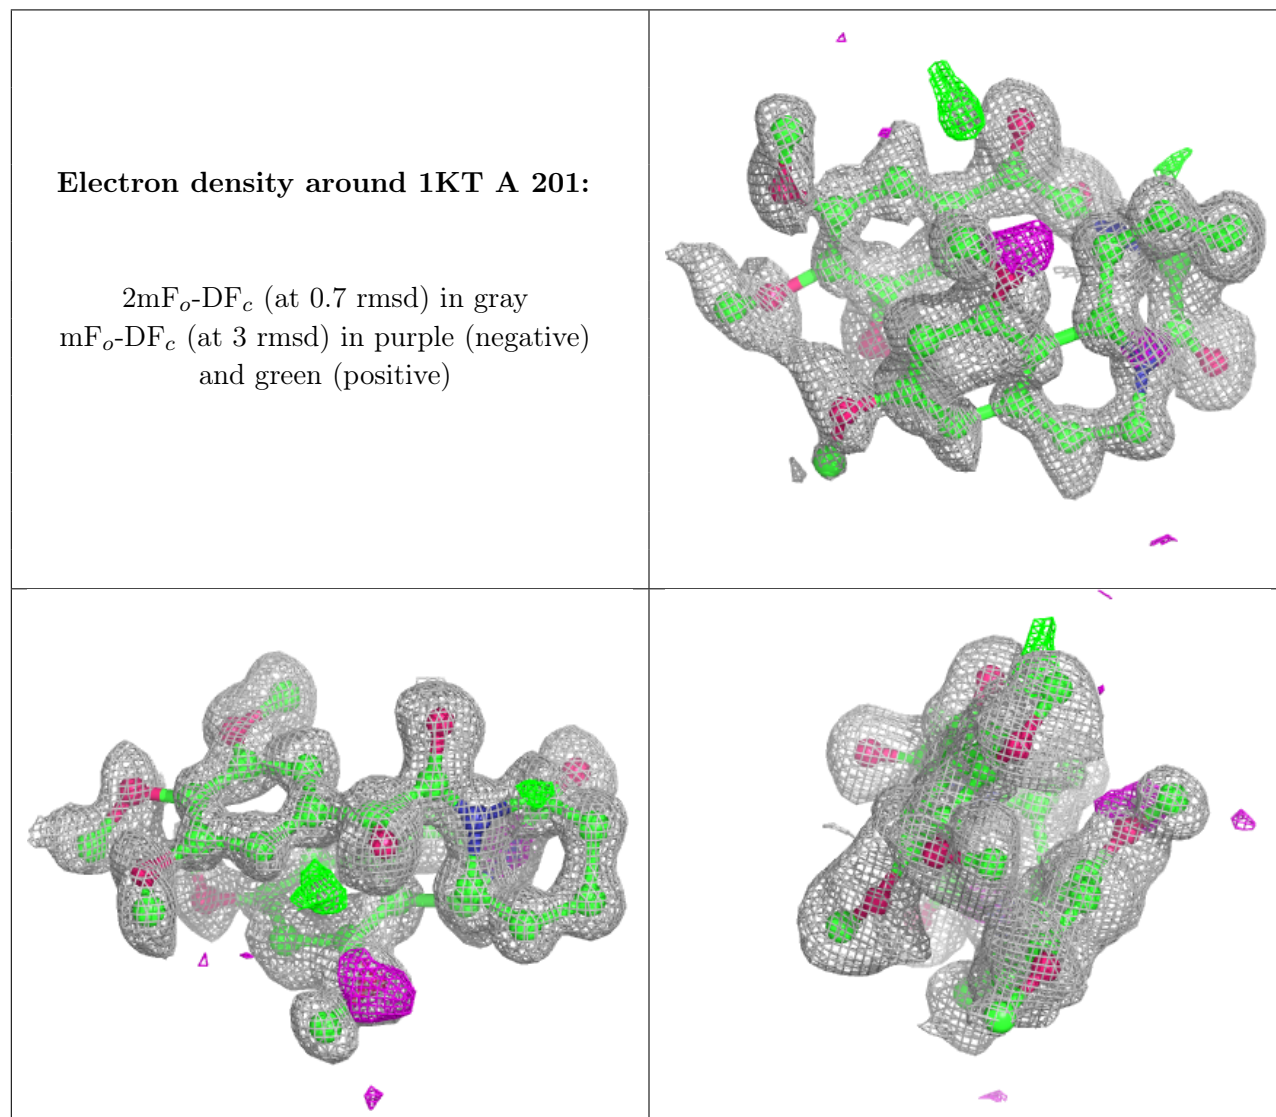 Electron density around 1KT A 201:
2mFo-DFc (at 0.7 rmsd) in gray
mFo-DFc (at 3 rmsd) in purple (negative)
and green (positive)